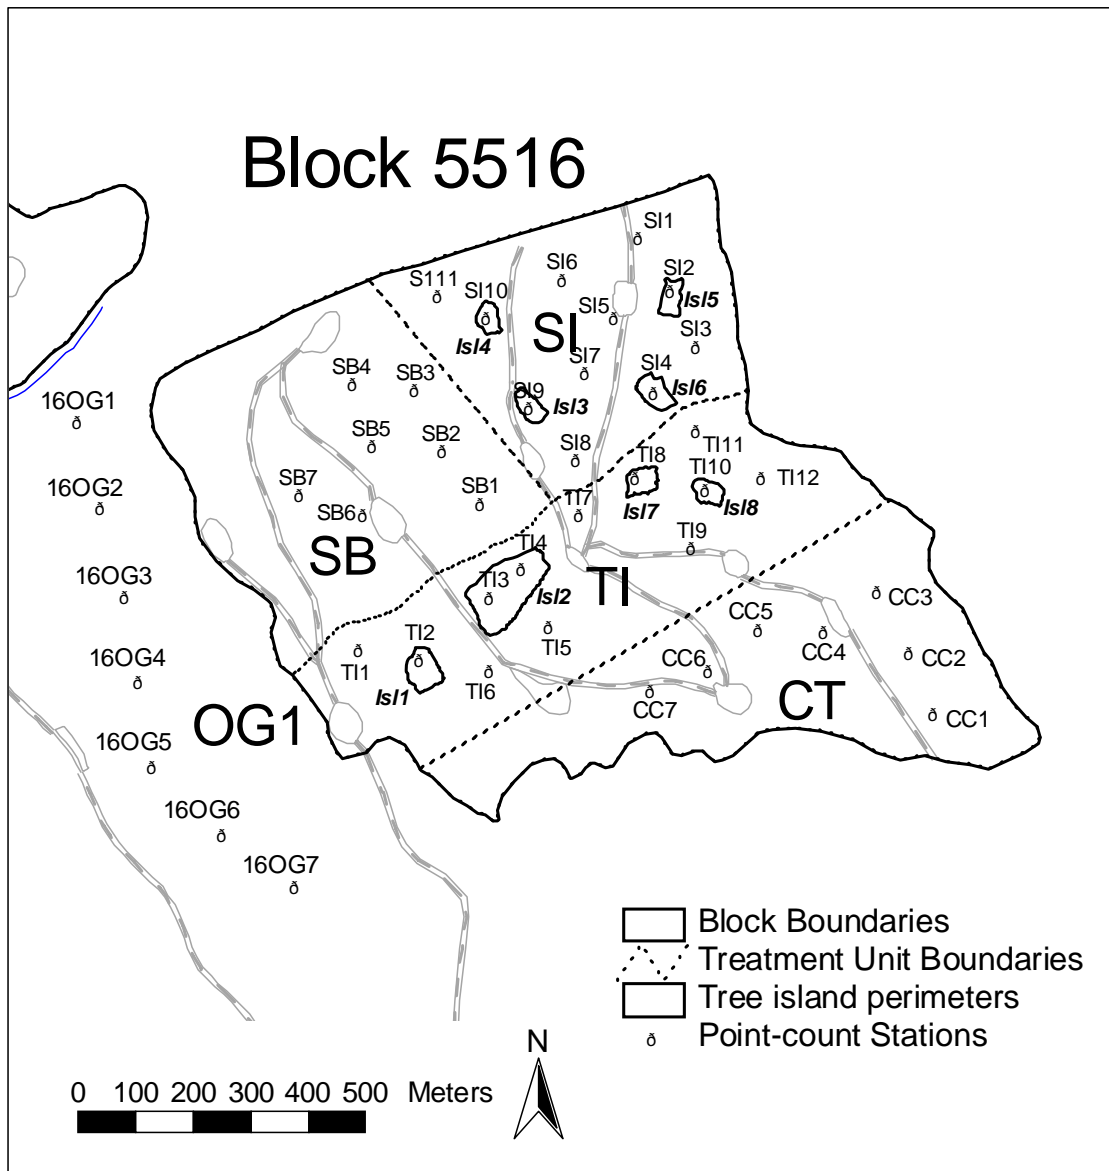 Block 5516
SI1
SI6
SI2
S111
SI10
Isl5
SI5
SI
Isl4
SI3
SI7
SI4
SB4
SB3
Isl6
SI9
Isl3
16OG1
SB5
SB2
SI8
TI11
TI8
TI10
TI12
16OG2
SB7
SB1
SB6
TI7
Isl7
Isl8
TI9
SB
TI4
16OG3
TI3
Isl2
TI
CC3
CC5
TI2
TI5
CC4
16OG4
TI1
CC6
CC2
Isl1
TI6
CC7
CT
CC1
OG1
16OG5
16OG6
16OG7
Block Boundaries
Treatment Unit Boundaries
Tree island perimeters
Point-count Stations
N
0 100 200 300 400 500 Meters